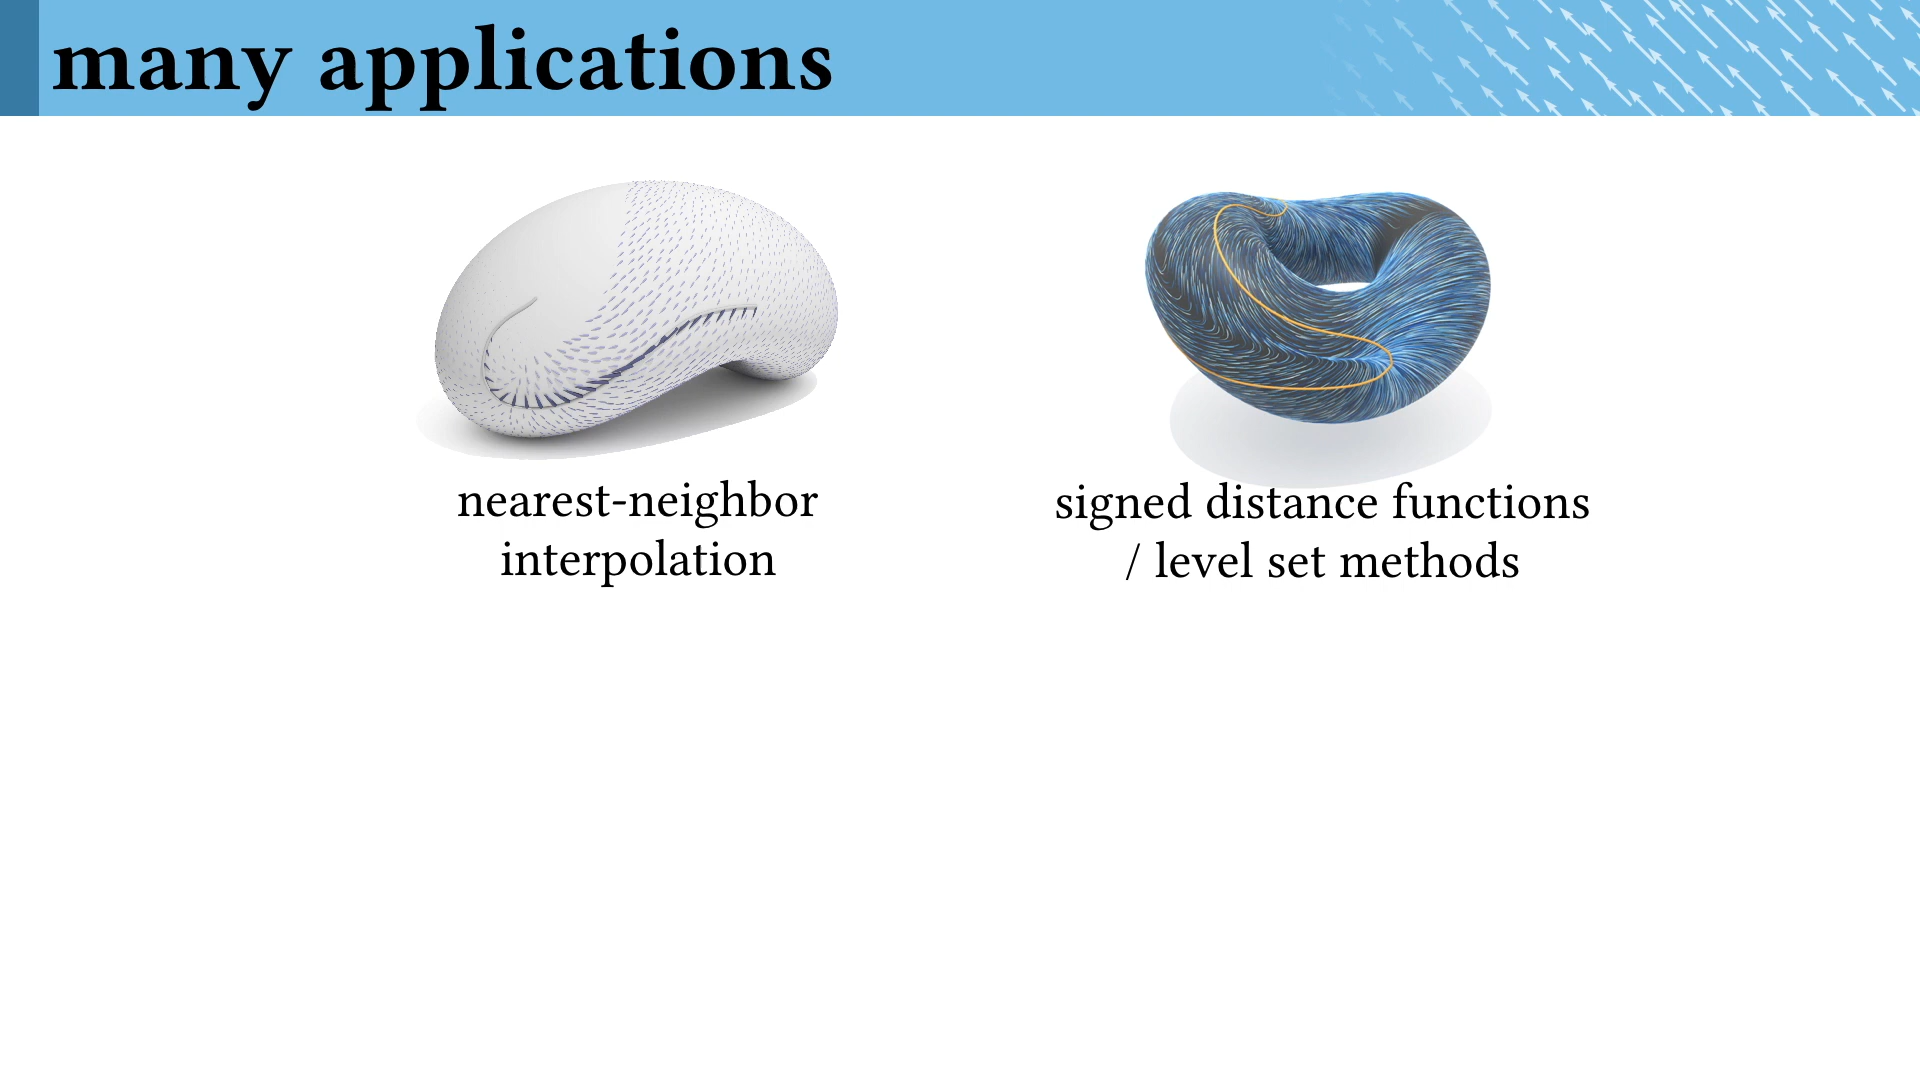 many applications
nearest-neighbor
interpolation
signed distance functions
/ level set methods